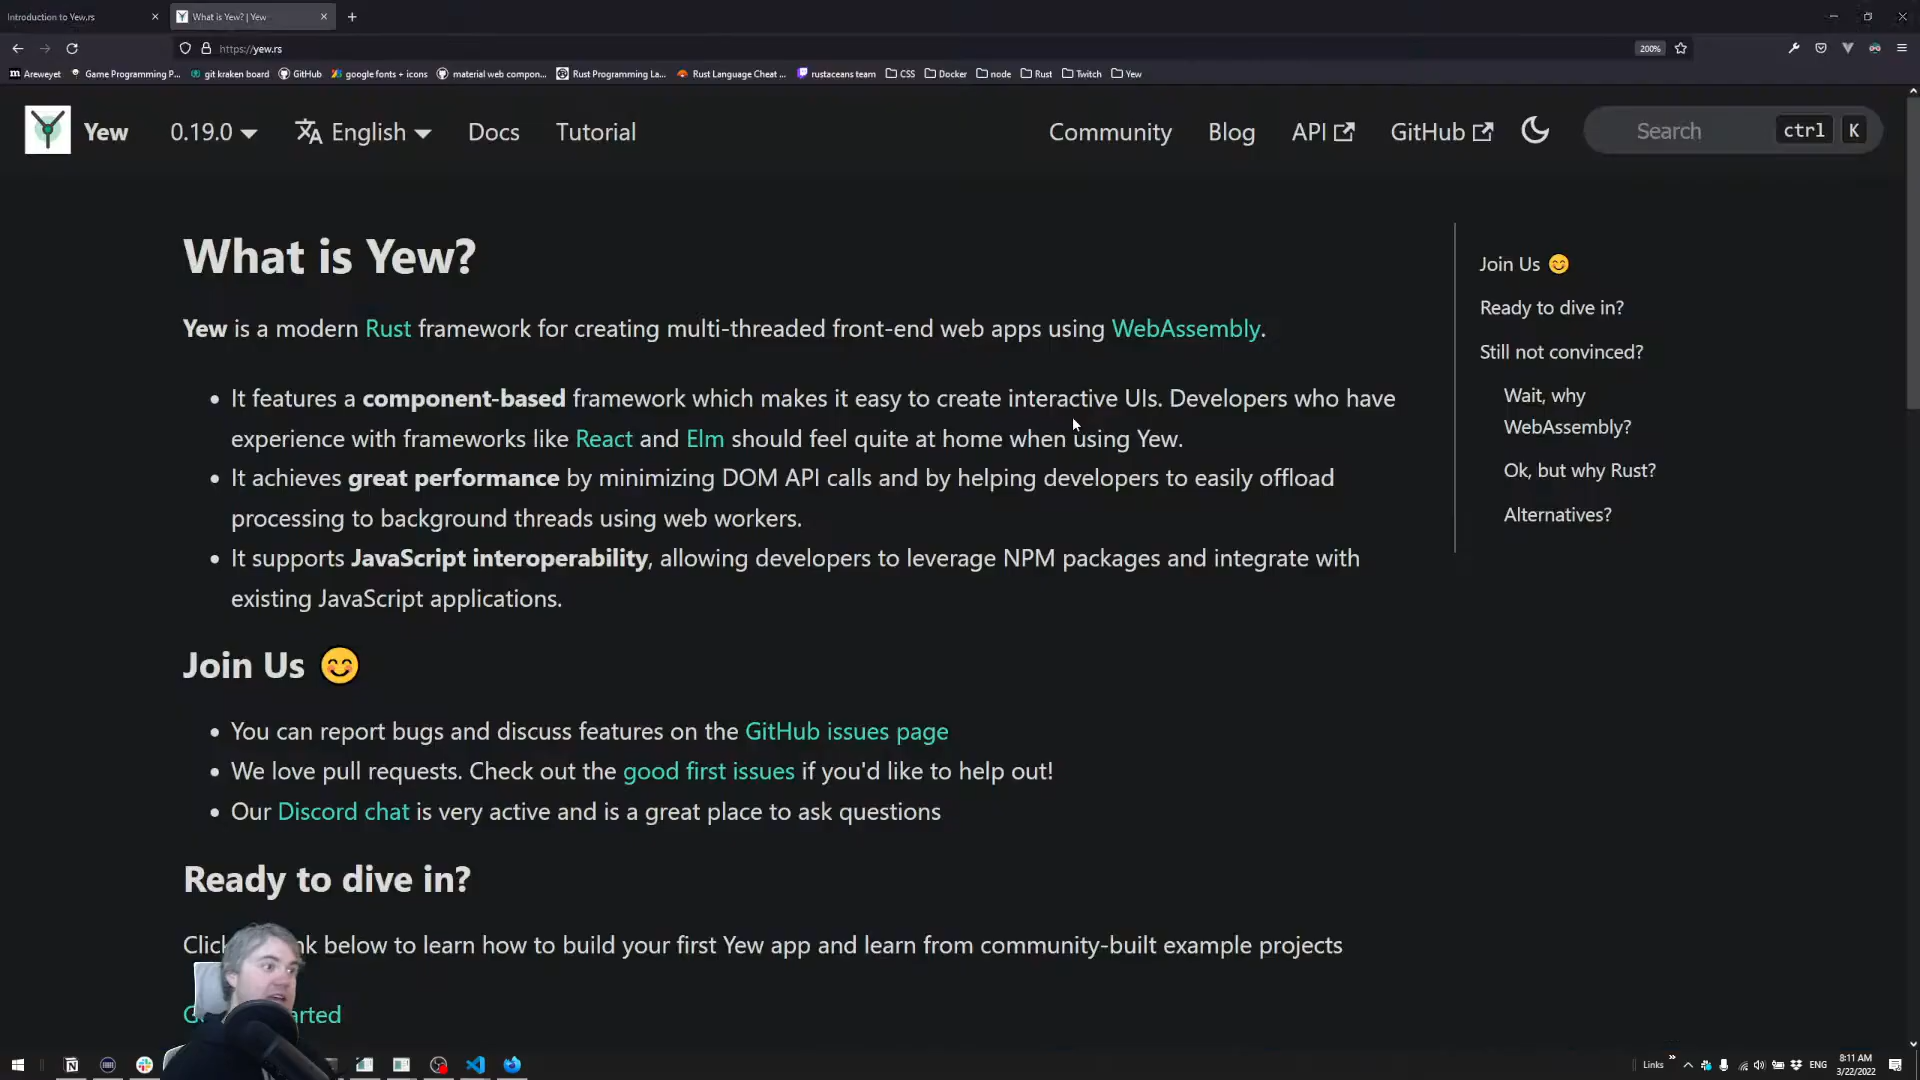 Introduction to Yew.rs
What is Yew? | Yew
https://yew.rs
200%
Areweyet
Game Programming P...
git kraken board
GitHub
google fonts + icons
material web compon...
Rust Programming La...
Rust Language Cheat ...
rustaceans team
CSS
Docker
node
Rust
Twitch
Yew
Yew
0.19.0
English
Docs
Tutorial
Community
Blog
API
GitHub
Search
ctrl
K
What is Yew?
Yew is a modern Rust framework for creating multi-threaded front-end web apps using WebAssembly.
It features a component-based framework which makes it easy to create interactive UIs. Developers who have
experience with frameworks like React and Elm should feel quite at home when using Yew.
It achieves great performance by minimizing DOM API calls and by helping developers to easily offload
processing to background threads using web workers.
It supports JavaScript interoperability, allowing developers to leverage NPM packages and integrate with
existing JavaScript applications.
Join Us 😊
You can report bugs and discuss features on the GitHub issues page
We love pull requests. Check out the good first issues if you'd like to help out!
Our Discord chat is very active and is a great place to ask questions
Ready to dive in?
below to learn how to build your first Yew app and learn from community-built example projects
Join Us 😊
Ready to dive in?
Still not convinced?
Wait, why
WebAssembly?
Ok, but why Rust?
Alternatives?
Links
ENG
8:11 AM
3/22/2022